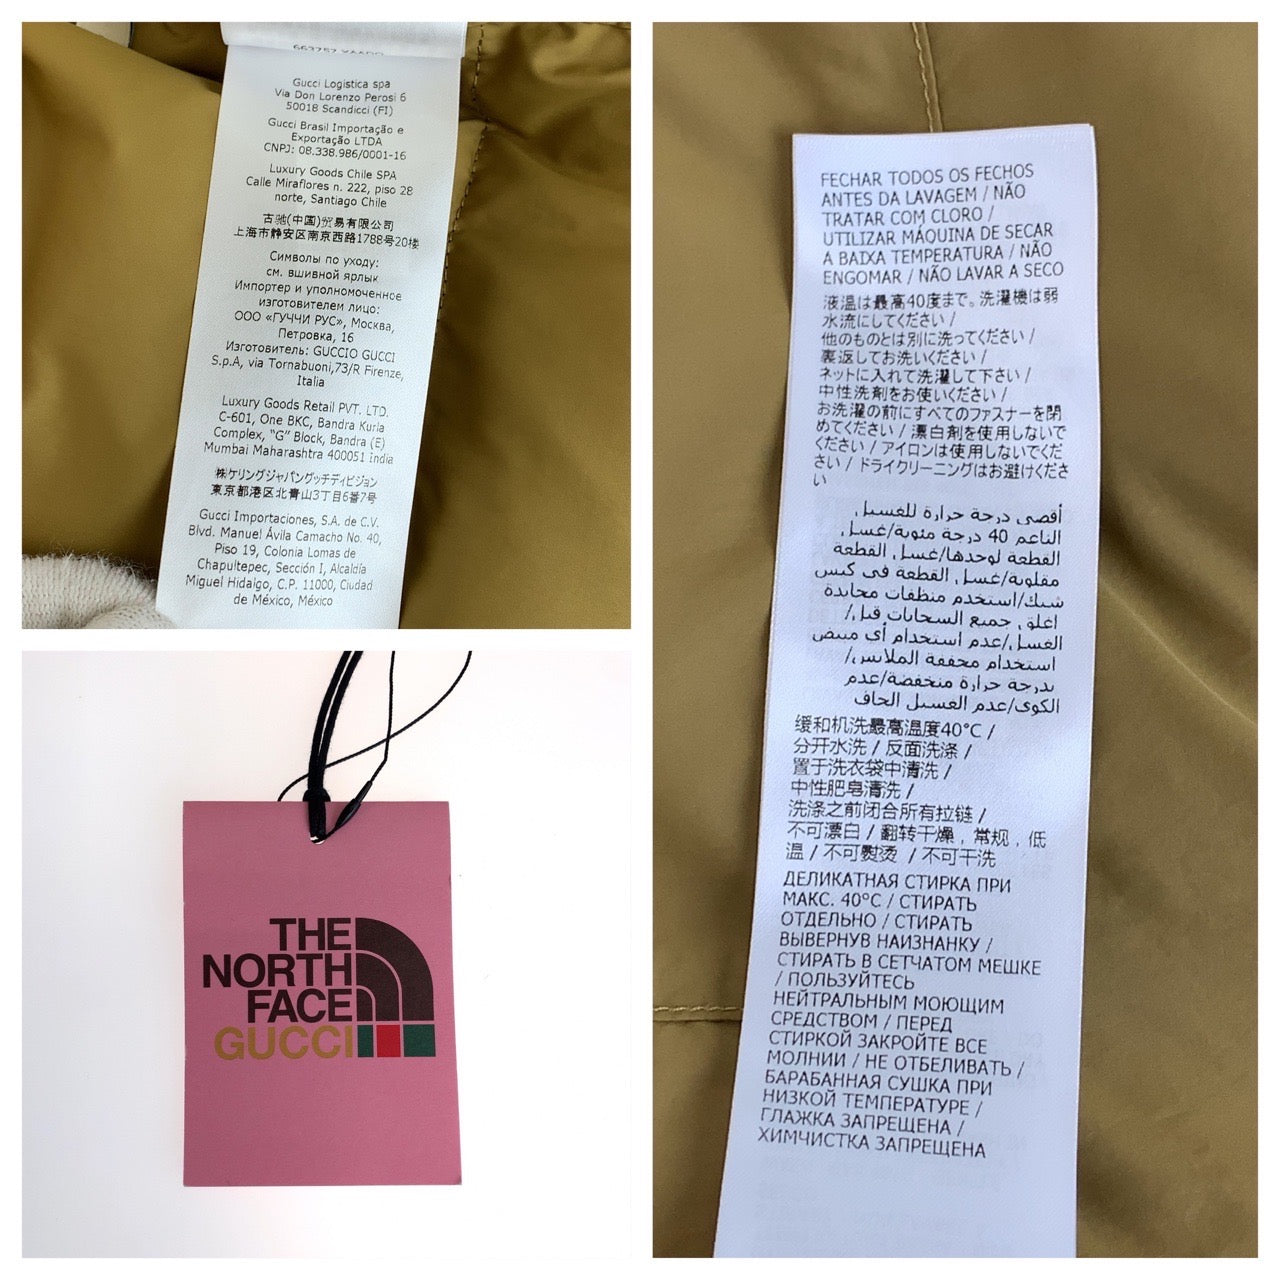 Gucci Logistica spa
Via Don Lorenzo Perosi 6
50018 Scandicci (FI)
Gucci Brasil Importação e
Exportação LTDA
CNPJ: 08.338.986/0001-16
Luxury Goods Chile SPA
Calle Miraflores n. 222, piso 28
norte, Santiago Chile
古驰(中国)贸易有限公司
上海市静安区南京西路1788号20楼
Символы по уходу:
см. вшивной ярлык
Импортер и уполномоченное
изготовителем лицо:
ООО «ГУЧЧИ РУС», Москва,
Петровка, 16
Изготовитель: GUCCIO GUCCI
S.p.A, via Tornabuoni,73/R Firenze,
Italia
Luxury Goods Retail PVT. LTD.
C-601, One BKC, Bandra Kurla
Complex, “G” Block, Bandra (E)
Mumbai Maharashtra 400051 India
㈱ケリングジャパングッチディビジョン
東京都港区北青山3丁目6番7号
Gucci Importaciones, S.A. de C.V.
Blvd. Manuel Ávila Camacho No. 40,
Piso 19, Colonia Lomas de
Chapultepec, Sección I, Alcaldía
Miguel Hidalgo, C.P. 11000, Ciudad
de México, México
THE
NORTH
FACE
GUCCI
FECHAR TODOS OS FECHOS
ANTES DA LAVAGEM / NÃO
TRATAR COM CLORO /
UTILIZAR MÁQUINA DE SECAR
A BAIXA TEMPERATURA / NÃO
ENGOMAR / NÃO LAVAR A SECO
液温は最高40度まで。洗濯機は弱
水流にしてください /
他のものとは別に洗ってください /
裏返してお洗いください /
ネットに入れて洗濯して下さい /
中性洗剤をお使いください /
お洗濯の前にすべてのファスナーを閉
めてください / 漂白剤を使用しないで
ください / アイロンは使用しないでくだ
さい / ドライクリーニングはお避けくださ
い
أقصى درجة حرارة للغسيل
الناعم 40 درجة مئوية/غسل
القطعة لوحدها/غسل القطعة
مقلوبة/غسل القطعة في كيس
شبك/استخدم منظفات محايدة
اغلق جميع السحابات قبل/
الغسل/عدم استخدام أي مبيض
استخدام مجففة الملابس/
بدرجة حرارة منخفضة/عدم
الكوي/عدم الغسيل الجاف
缓和机洗最高温度40°C /
分开水洗 / 反面洗涤 /
置于洗衣袋中清洗 /
中性肥皂清洗 /
洗涤之前闭合所有拉链 /
不可漂白 / 翻转干燥，常规，低
温 / 不可熨烫 / 不可干洗
ДЕЛИКАТНАЯ СТИРКА ПРИ
МАКС. 40°C / СТИРАТЬ
ОТДЕЛЬНО / СТИРАТЬ
ВЫВЕРНУВ НАИЗНАНКУ /
СТИРАТЬ В СЕТЧАТОМ МЕШКЕ
/ ПОЛЬЗУЙТЕСЬ
НЕЙТРАЛЬНЫМ МОЮЩИМ
СРЕДСТВОМ / ПЕРЕД
СТИРКОЙ ЗАКРОЙТЕ ВСЕ
МОЛНИИ / НЕ ОТБЕЛИВАТЬ /
БАРАБАННАЯ СУШКА ПРИ
НИЗКОЙ ТЕМПЕРАТУРЕ /
ГЛАЖКА ЗАПРЕЩЕНА /
ХИМЧИСТКА ЗАПРЕЩЕНА